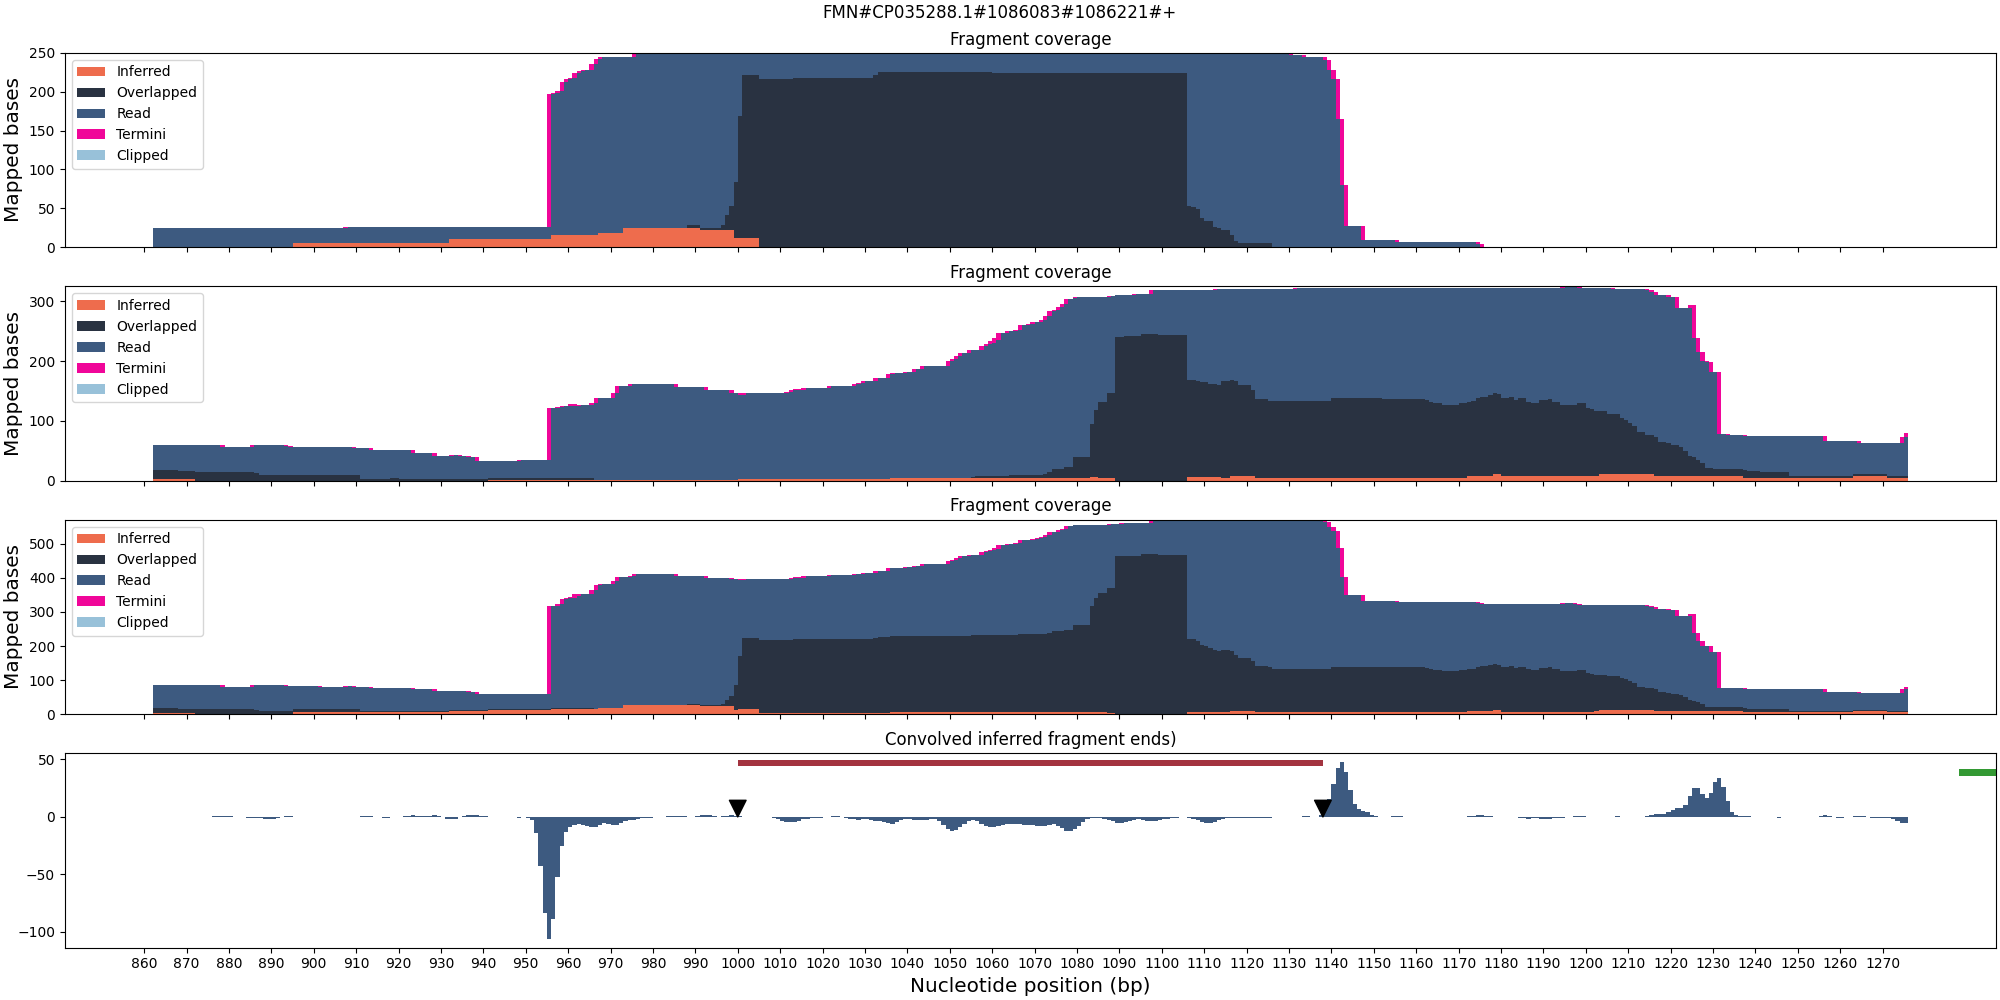 FMN#CP035288.1#1086083#1086221#+
Fragment coverage
Mapped bases
250
200
150
100
50
0
Inferred
Overlapped
Read
Termini
Clipped
Fragment coverage
Mapped bases
300
200
100
0
Inferred
Overlapped
Read
Termini
Clipped
Fragment coverage
Mapped bases
500
400
300
200
100
0
Inferred
Overlapped
Read
Termini
Clipped
Convolved inferred fragment ends)
50
0
−50
−100
860 870 880 890 900 910 920 930 940 950 960 970 980 990 1000 1010 1020 1030 1040 1050 1060 1070 1080 1090 1100 1110 1120 1130 1140 1150 1160 1170 1180 1190 1200 1210 1220 1230 1240 1250 1260 1270
Nucleotide position (bp)